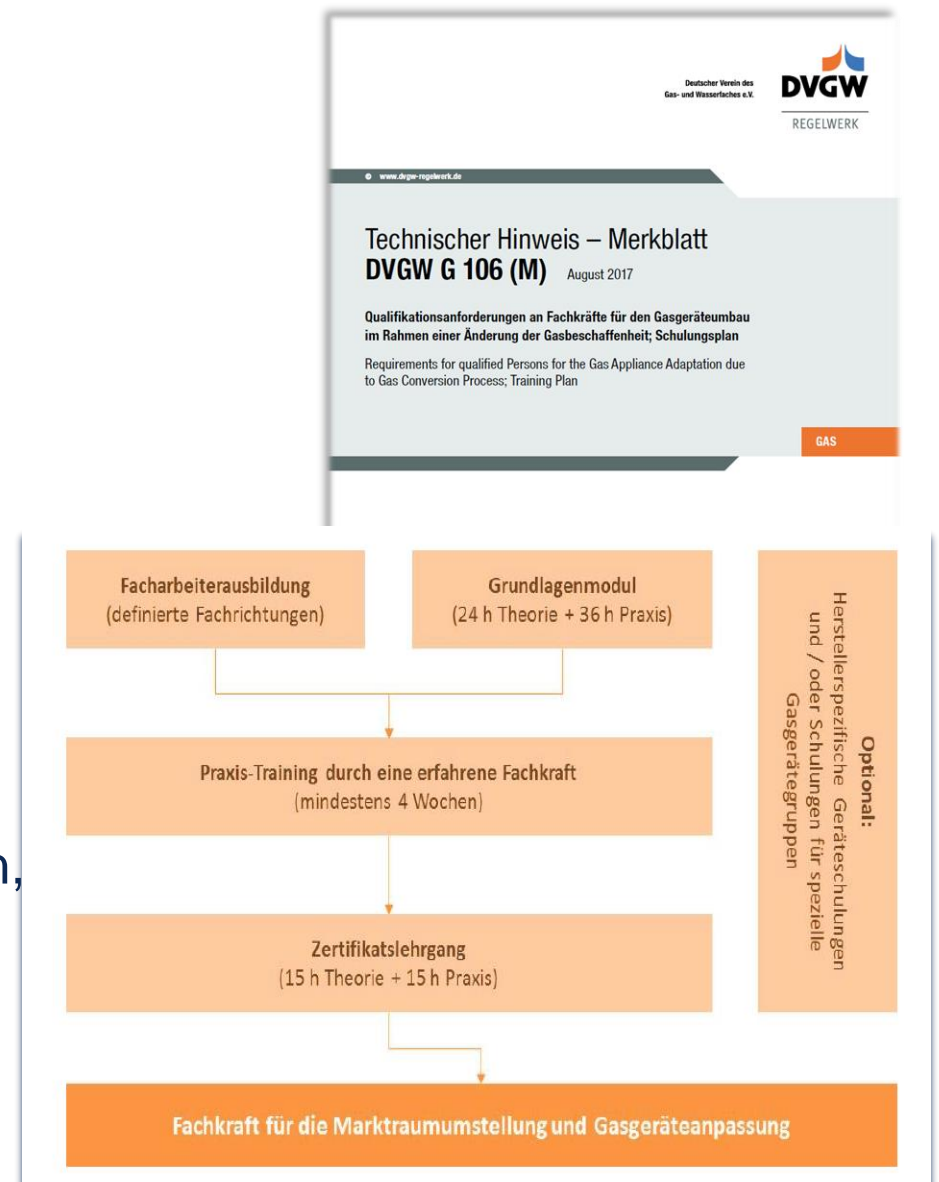 Deutscher Verein des
Gas- und Wasserfaches e.V.
DVGW
REGELWERK
© www.dvgw-regelwerk.de
Technischer Hinweis – Merkblatt
DVGW G 106 (M) August 2017
Qualifikationsanforderungen an Fachkräfte für den Gasgeräteumbau
im Rahmen einer Änderung der Gasbeschaffenheit; Schulungsplan
Requirements for qualified Persons for the Gas Appliance Adaptation due
to Gas Conversion Process; Training Plan
GAS
Facharbeiterausbildung
(definierte Fachrichtungen)
Grundlagenmodul
(24 h Theorie + 36 h Praxis)
Praxis-Training durch eine erfahrene Fachkraft
(mindestens 4 Wochen)
Zertifikatslehrgang
(15 h Theorie + 15 h Praxis)
Optional:
Herstellerspezifische Geräteschulungen
und / oder Schulungen für spezielle
Gasgerätegruppen
Fachkraft für die Marktraumumstellung und Gasgeräteanpassung